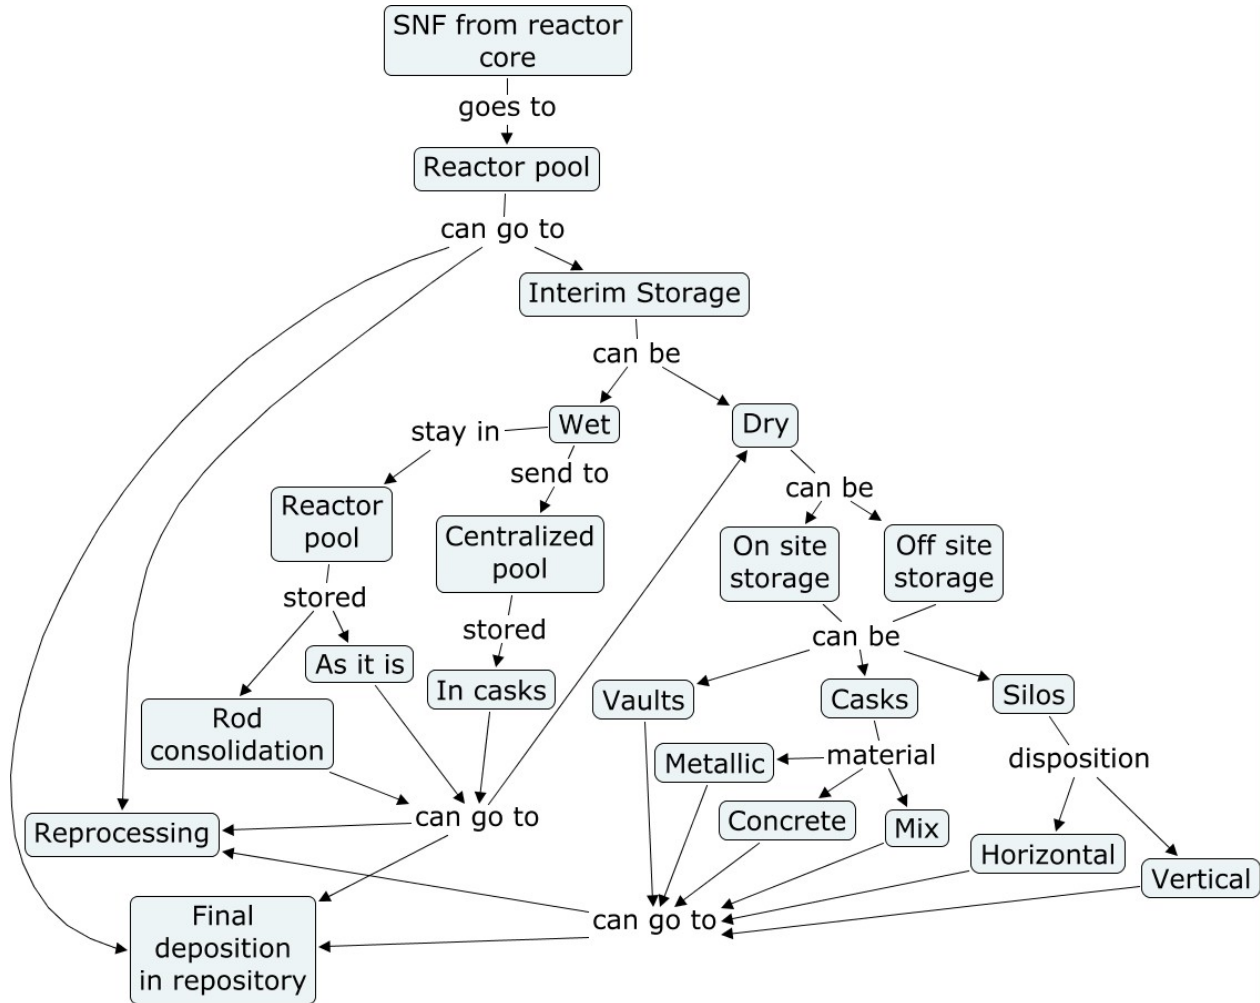 SNF from reactor
core
goes to
Reactor pool
can go to
Interim Storage
can be
Wet
Dry
stay in
send to
can be
Reactor
pool
Centralized
pool
On site
storage
Off site
storage
stored
stored
can be
As it is
In casks
Vaults
Casks
Silos
Rod
consolidation
Metallic
material
disposition
can go to
Concrete
Mix
Reprocessing
Horizontal
Vertical
Final
deposition
in repository
can go to